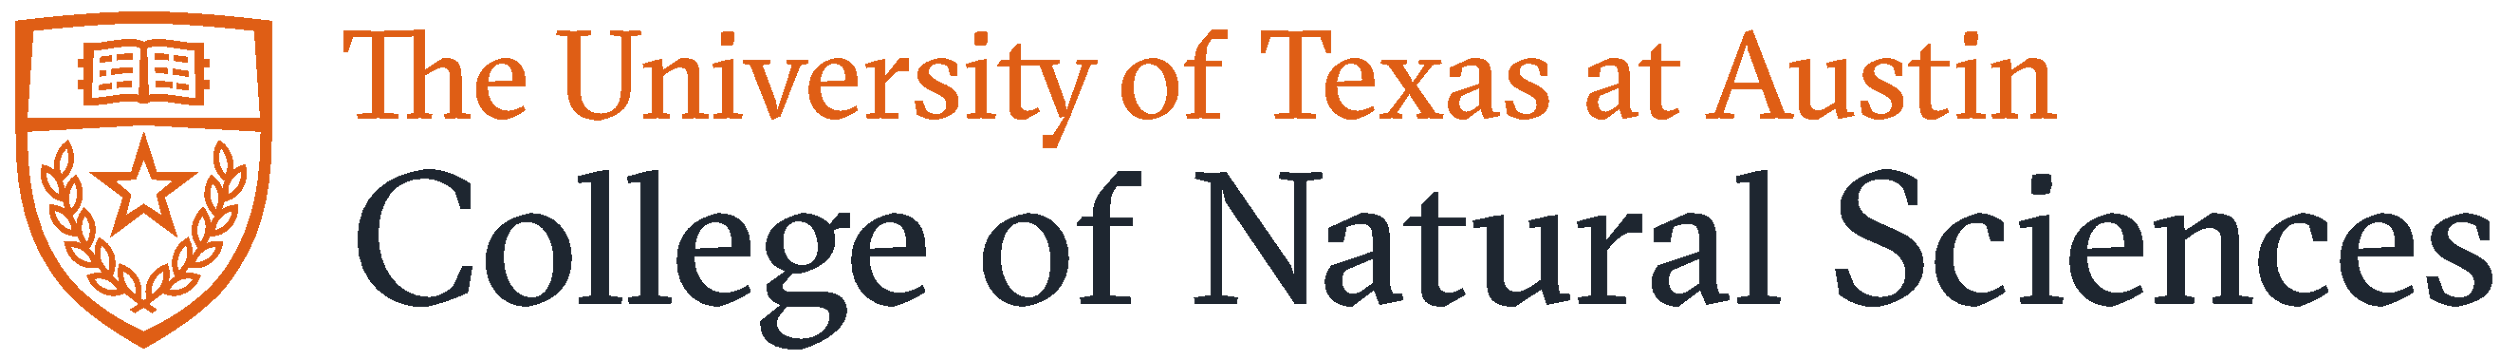 The University of Texas at Austin
College of Natural Sciences